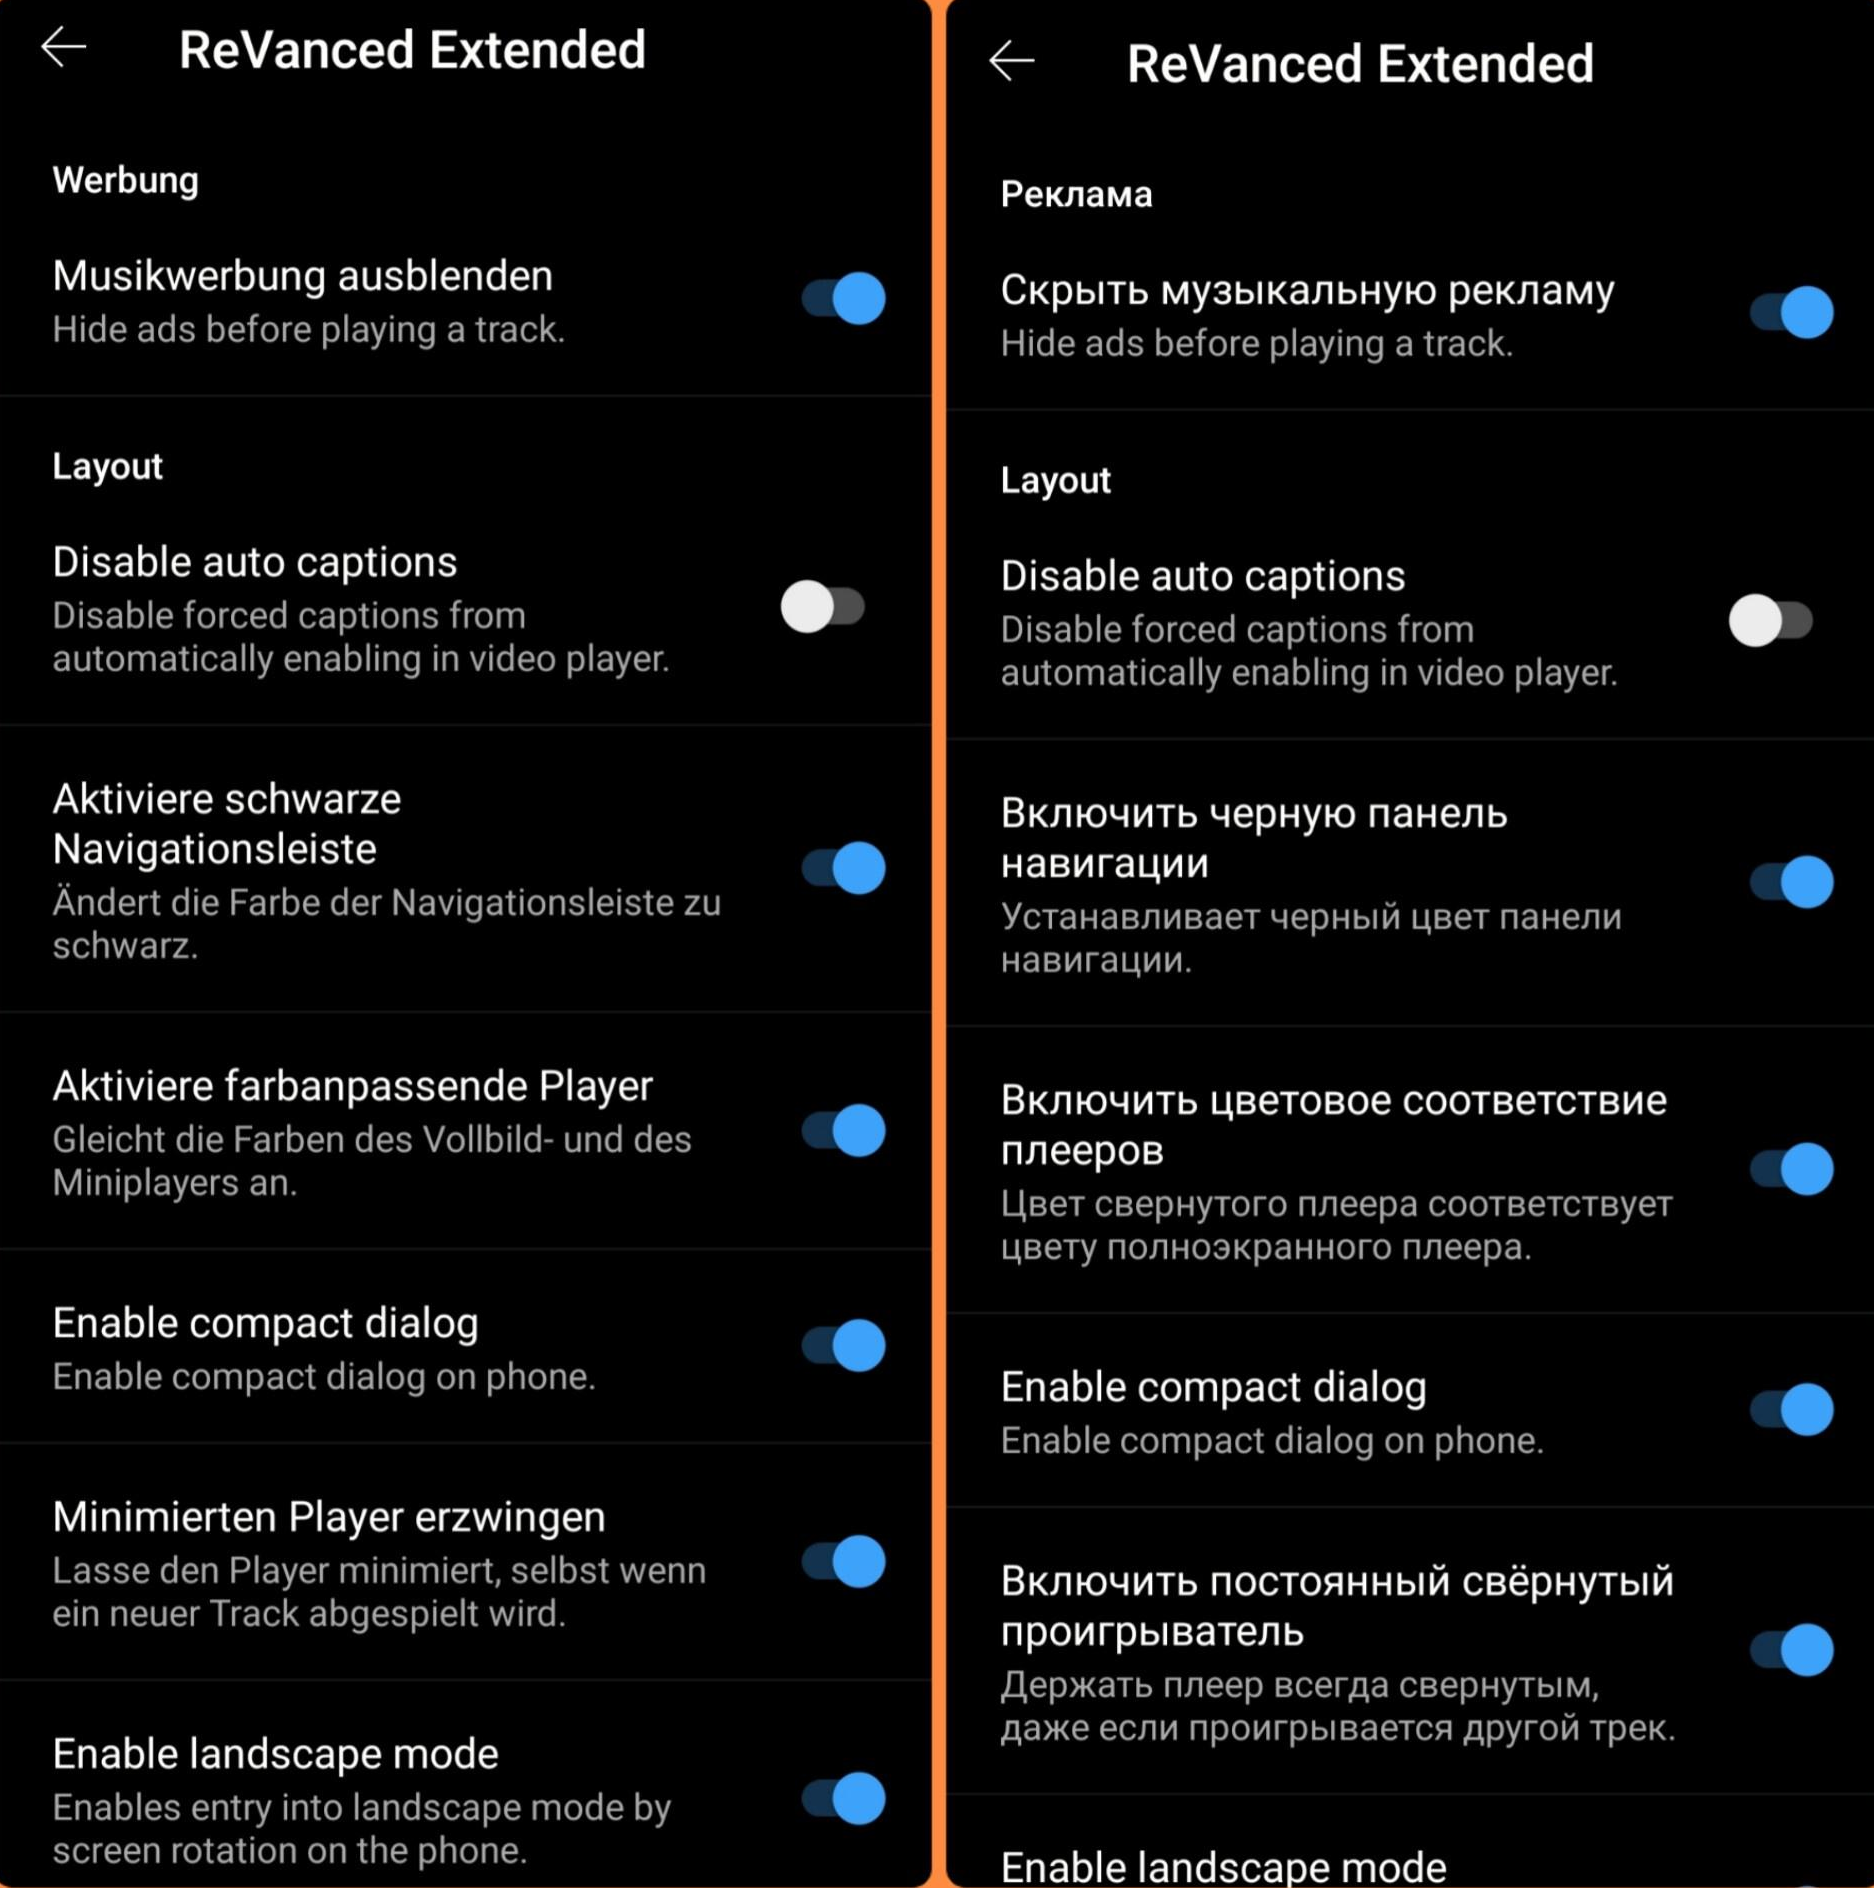 ReVanced Extended
Werbung
Musikwerbung ausblenden
Hide ads before playing a track.
Layout
Disable auto captions
Disable forced captions from
automatically enabling in video player.
Aktiviere schwarze
Navigationsleiste
Ändert die Farbe der Navigationsleiste zu
schwarz.
Aktiviere farbanpassende Player
Gleicht die Farben des Vollbild- und des
Miniplayers an.
Enable compact dialog
Enable compact dialog on phone.
Minimierten Player erzwingen
Lasse den Player minimiert, selbst wenn
ein neuer Track abgespielt wird.
Enable landscape mode
Enables entry into landscape mode by
screen rotation on the phone.
ReVanced Extended
Реклама
Скрыть музыкальную рекламу
Hide ads before playing a track.
Layout
Disable auto captions
Disable forced captions from
automatically enabling in video player.
Включить черную панель
навигации
Устанавливает черный цвет панели
навигации.
Включить цветовое соответствие
плееров
Цвет свернутого плеера соответствует
цвету полноэкранного плеера.
Enable compact dialog
Enable compact dialog on phone.
Включить постоянный свёрнутый
проигрыватель
Держать плеер всегда свернутым,
даже если проигрывается другой трек.
Enable landscape mode